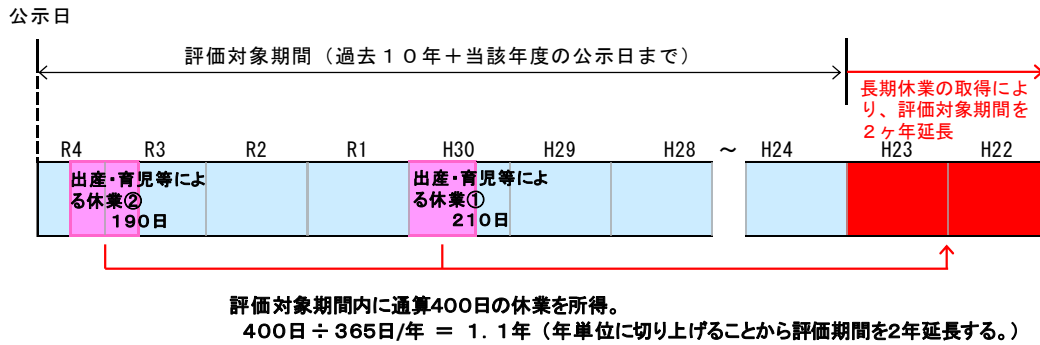 公示日
評価対象期間（過去１０年＋当該年度の公示日まで）
長期休業の取得によ
り、評価対象期間を
２ヶ年延長
R4 R3 R2 R1 H30 H29 H28 ～ H24 H23 H22
出産・育児等によ
る休業②
190日
出産・育児等によ
る休業①
210日
評価対象期間内に通算400日の休業を所得。
400日÷365日/年 ＝ 1.1年（年単位に切り上げることから評価期間を2年延長する。）